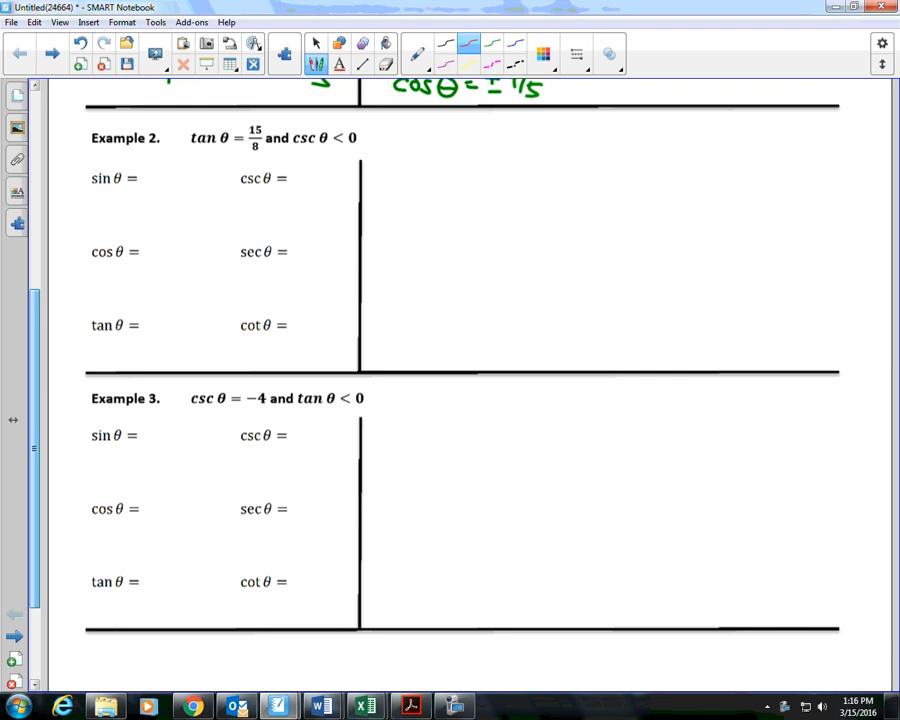 Untitled(24664) * - SMART Notebook
File Edit View Insert Format Tools Add-ons Help
cos θ = ± 1/5
Example 2. tan θ = 15/8 and csc θ < 0
sin θ = csc θ =
cos θ = sec θ =
tan θ = cot θ =
Example 3. csc θ = −4 and tan θ < 0
sin θ = csc θ =
cos θ = sec θ =
tan θ = cot θ =
1:16 PM
3/15/2016